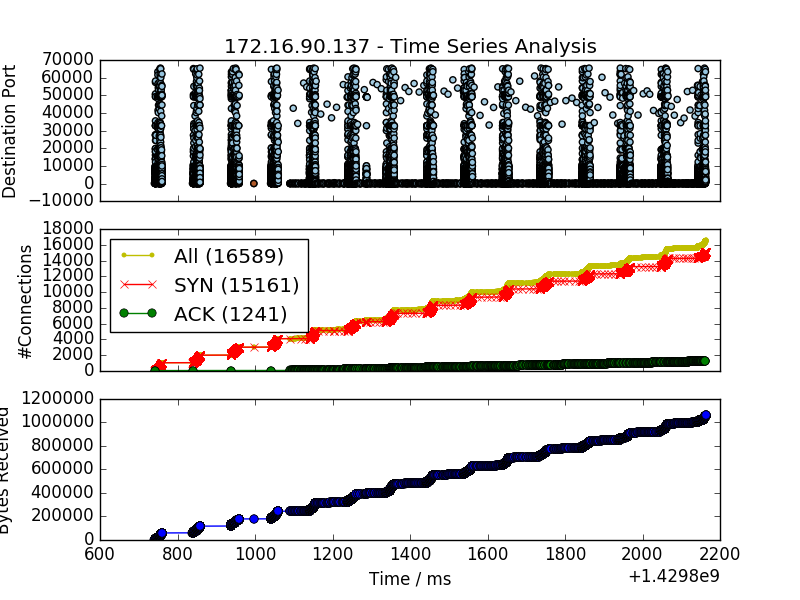 172.16.90.137 - Time Series Analysis
Destination Port
70000
60000
50000
40000
30000
20000
10000
0
−10000
#Connections
18000
16000
14000
12000
10000
8000
6000
4000
2000
0
All (16589)
SYN (15161)
ACK (1241)
Bytes Received
1200000
1000000
800000
600000
400000
200000
0
600 800 1000 1200 1400 1600 1800 2000 2200
Time / ms
+1.4298e9